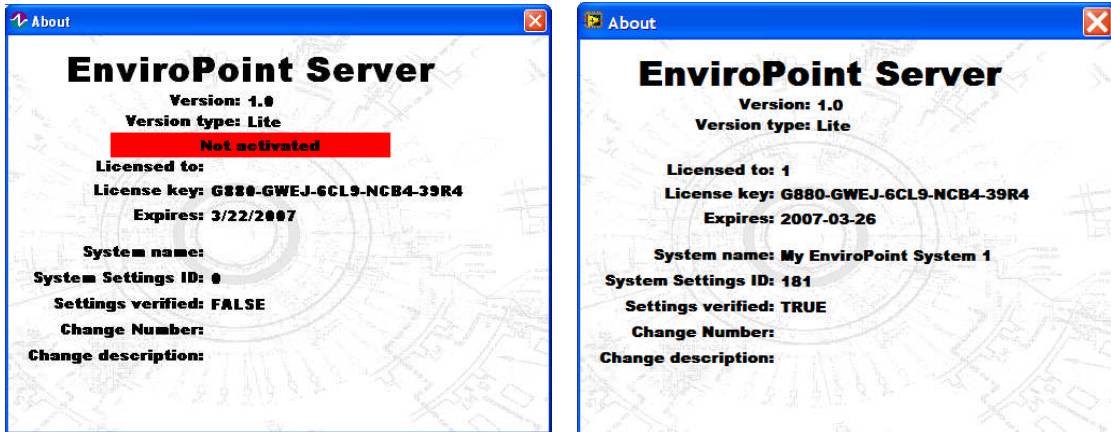 About
EnviroPoint Server
Version: 1.0
Version type: Lite
Not activated
Licensed to:
License key: G880-GWEJ-6CL9-NCB4-39R4
Expires: 3/22/2007
System name:
System Settings ID: 0
Settings verified: FALSE
Change Number:
Change description:
About
EnviroPoint Server
Version: 1.0
Version type: Lite
Licensed to: 1
License key: G880-GWEJ-6CL9-NCB4-39R4
Expires: 2007-03-26
System name: My EnviroPoint System 1
System Settings ID: 181
Settings verified: TRUE
Change Number:
Change description: